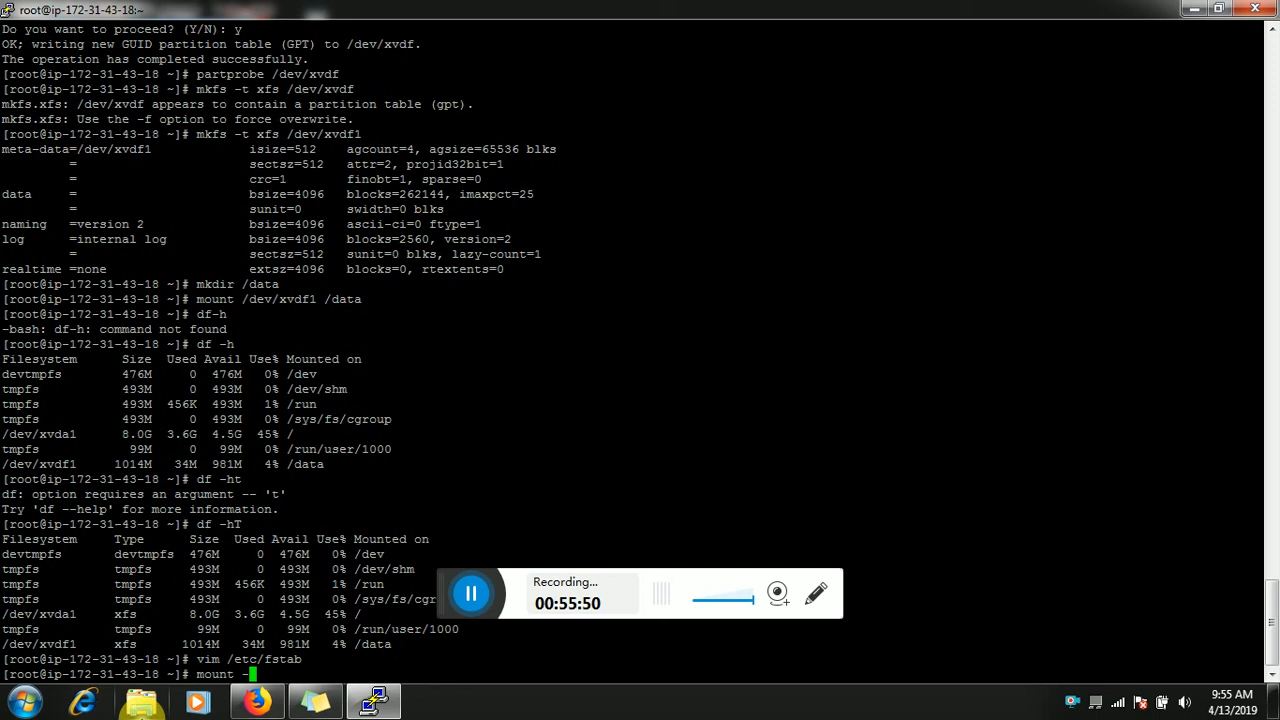 root@ip-172-31-43-18:~
Do you want to proceed? (Y/N): y
OK; writing new GUID partition table (GPT) to /dev/xvdf.
The operation has completed successfully.
[root@ip-172-31-43-18 ~]# partprobe /dev/xvdf
[root@ip-172-31-43-18 ~]# mkfs -t xfs /dev/xvdf
mkfs.xfs: /dev/xvdf appears to contain a partition table (gpt).
mkfs.xfs: Use the -f option to force overwrite.
[root@ip-172-31-43-18 ~]# mkfs -t xfs /dev/xvdf1
meta-data=/dev/xvdf1             isize=512    agcount=4, agsize=65536 blks
         =                       sectsz=512   attr=2, projid32bit=1
         =                       crc=1        finobt=1, sparse=0
data     =                       bsize=4096   blocks=262144, imaxpct=25
         =                       sunit=0      swidth=0 blks
naming   =version 2              bsize=4096   ascii-ci=0 ftype=1
log      =internal log           bsize=4096   blocks=2560, version=2
         =                       sectsz=512   sunit=0 blks, lazy-count=1
realtime =none                   extsz=4096   blocks=0, rtextents=0
[root@ip-172-31-43-18 ~]# mkdir /data
[root@ip-172-31-43-18 ~]# mount /dev/xvdf1 /data
[root@ip-172-31-43-18 ~]# df-h
-bash: df-h: command not found
[root@ip-172-31-43-18 ~]# df -h
Filesystem      Size  Used Avail Use% Mounted on
devtmpfs        476M     0  476M   0% /dev
tmpfs           493M     0  493M   0% /dev/shm
tmpfs           493M  456K  493M   1% /run
tmpfs           493M     0  493M   0% /sys/fs/cgroup
/dev/xvda1      8.0G  3.6G  4.5G  45% /
tmpfs            99M     0   99M   0% /run/user/1000
/dev/xvdf1     1014M   34M  981M   4% /data
[root@ip-172-31-43-18 ~]# df -ht
df: option requires an argument -- 't'
Try 'df --help' for more information.
[root@ip-172-31-43-18 ~]# df -hT
Filesystem     Type      Size  Used Avail Use% Mounted on
devtmpfs       devtmpfs  476M     0  476M   0% /dev
tmpfs          tmpfs     493M     0  493M   0% /dev/shm
tmpfs          tmpfs     493M  456K  493M   1% /run
tmpfs          tmpfs     493M     0  493M   0% /sys/fs/cgr
/dev/xvda1     xfs       8.0G  3.6G  4.5G  45% /
tmpfs          tmpfs      99M     0   99M   0% /run/user/1000
/dev/xvdf1     xfs      1014M   34M  981M   4% /data
[root@ip-172-31-43-18 ~]# vim /etc/fstab
[root@ip-172-31-43-18 ~]# mount -
Recording...
00:55:50
9:55 AM
4/13/2019